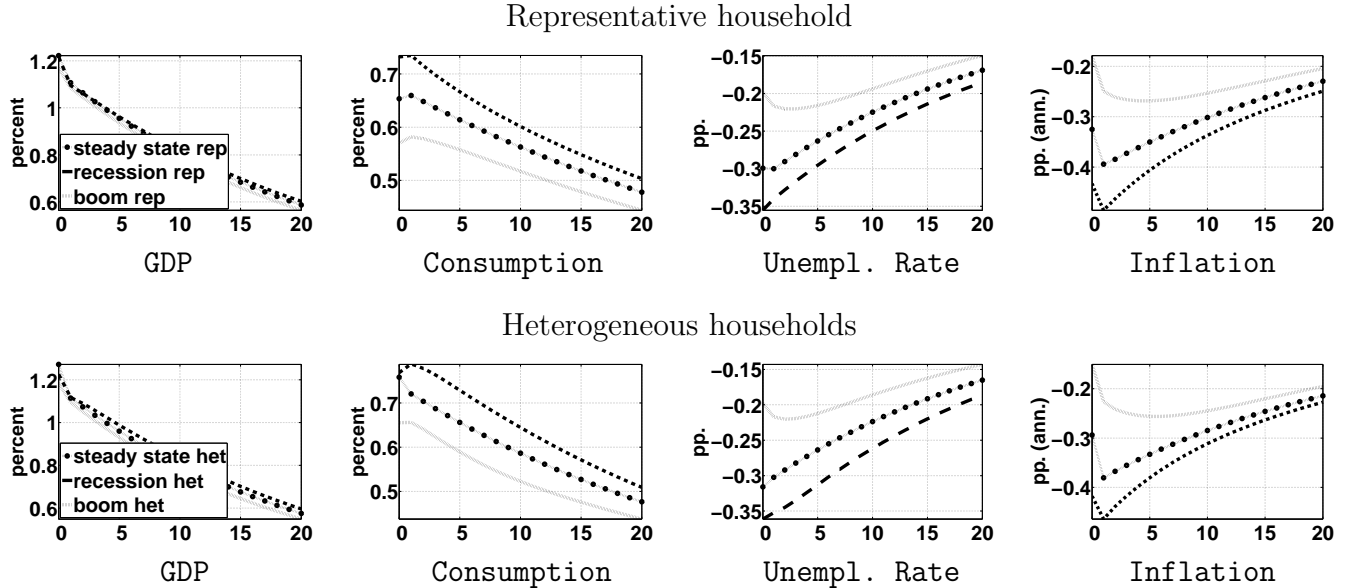 Representative household
percent
1.2
1
0.8
0.6
0 5 10 15 20
steady state rep
recession rep
boom rep
GDP
percent
0.7
0.6
0.5
0 5 10 15 20
Consumption
pp.
−0.15
−0.2
−0.25
−0.3
−0.35
0 5 10 15 20
Unempl. Rate
pp. (ann.)
−0.2
−0.3
−0.4
0 5 10 15 20
Inflation
Heterogeneous households
percent
1.2
1
0.8
0.6
0 5 10 15 20
steady state het
recession het
boom het
GDP
percent
0.7
0.6
0.5
0 5 10 15 20
Consumption
pp.
−0.15
−0.2
−0.25
−0.3
−0.35
0 5 10 15 20
Unempl. Rate
pp. (ann.)
−0.2
−0.3
−0.4
0 5 10 15 20
Inflation